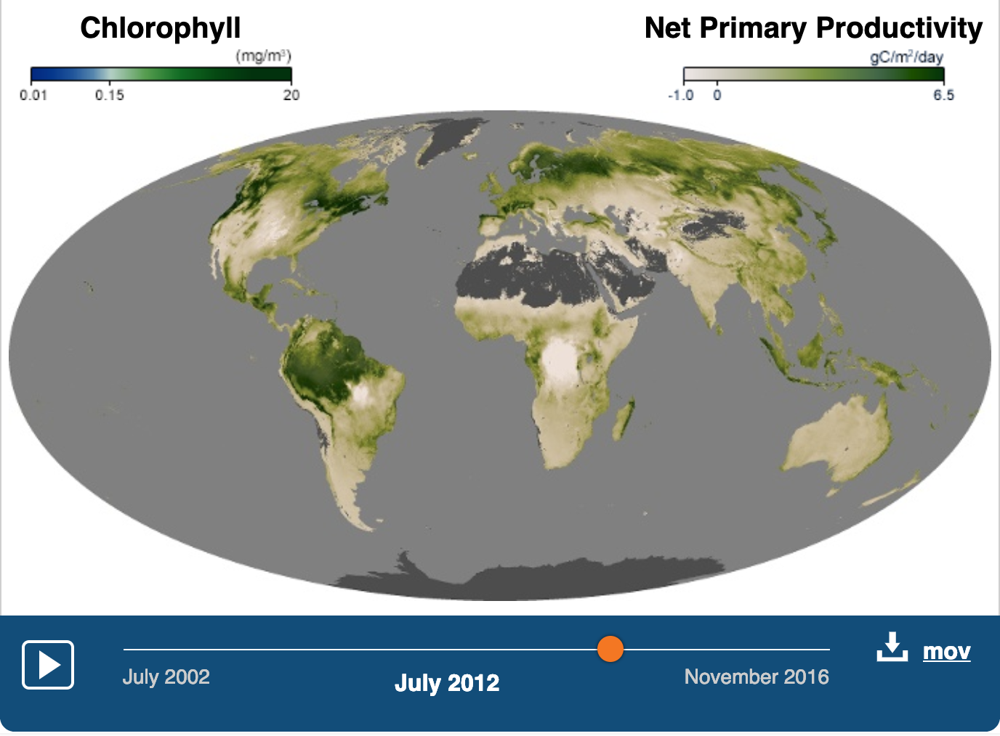 Chlorophyll
(mg/m³)
0.01 0.15 20
Net Primary Productivity
gC/m²/day
-1.0 0 6.5
July 2002
July 2012
November 2016
mov